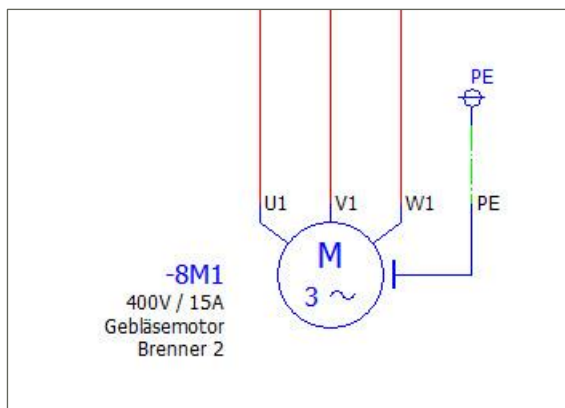 PE
U1 V1 W1 PE
M
3 ~
-8M1
400V / 15A
Gebläsemotor
Brenner 2